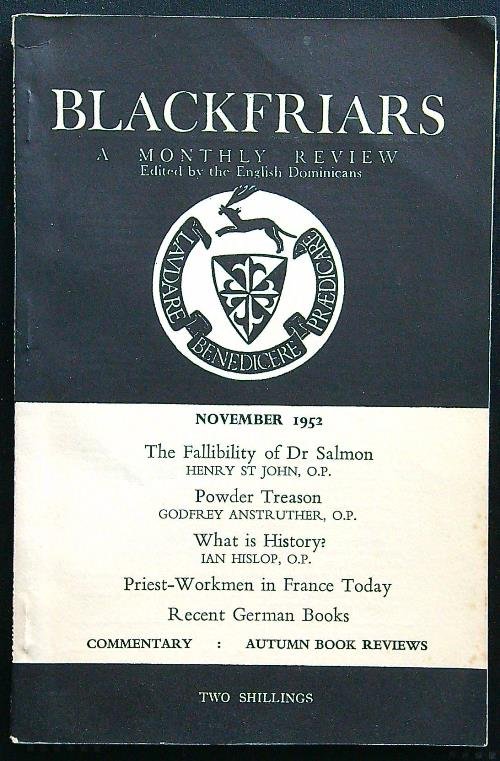 BLACKFRIARS
A MONTHLY REVIEW
Edited by the English Dominicans
LAVDARE
BENEDICERE
PRÆDICARE
NOVEMBER 1952
The Fallibility of Dr Salmon
HENRY ST JOHN, O.P.
Powder Treason
GODFREY ANSTRUTHER, O.P.
What is History?
IAN HISLOP, O.P.
Priest-Workmen in France Today
Recent German Books
COMMENTARY : AUTUMN BOOK REVIEWS
TWO SHILLINGS